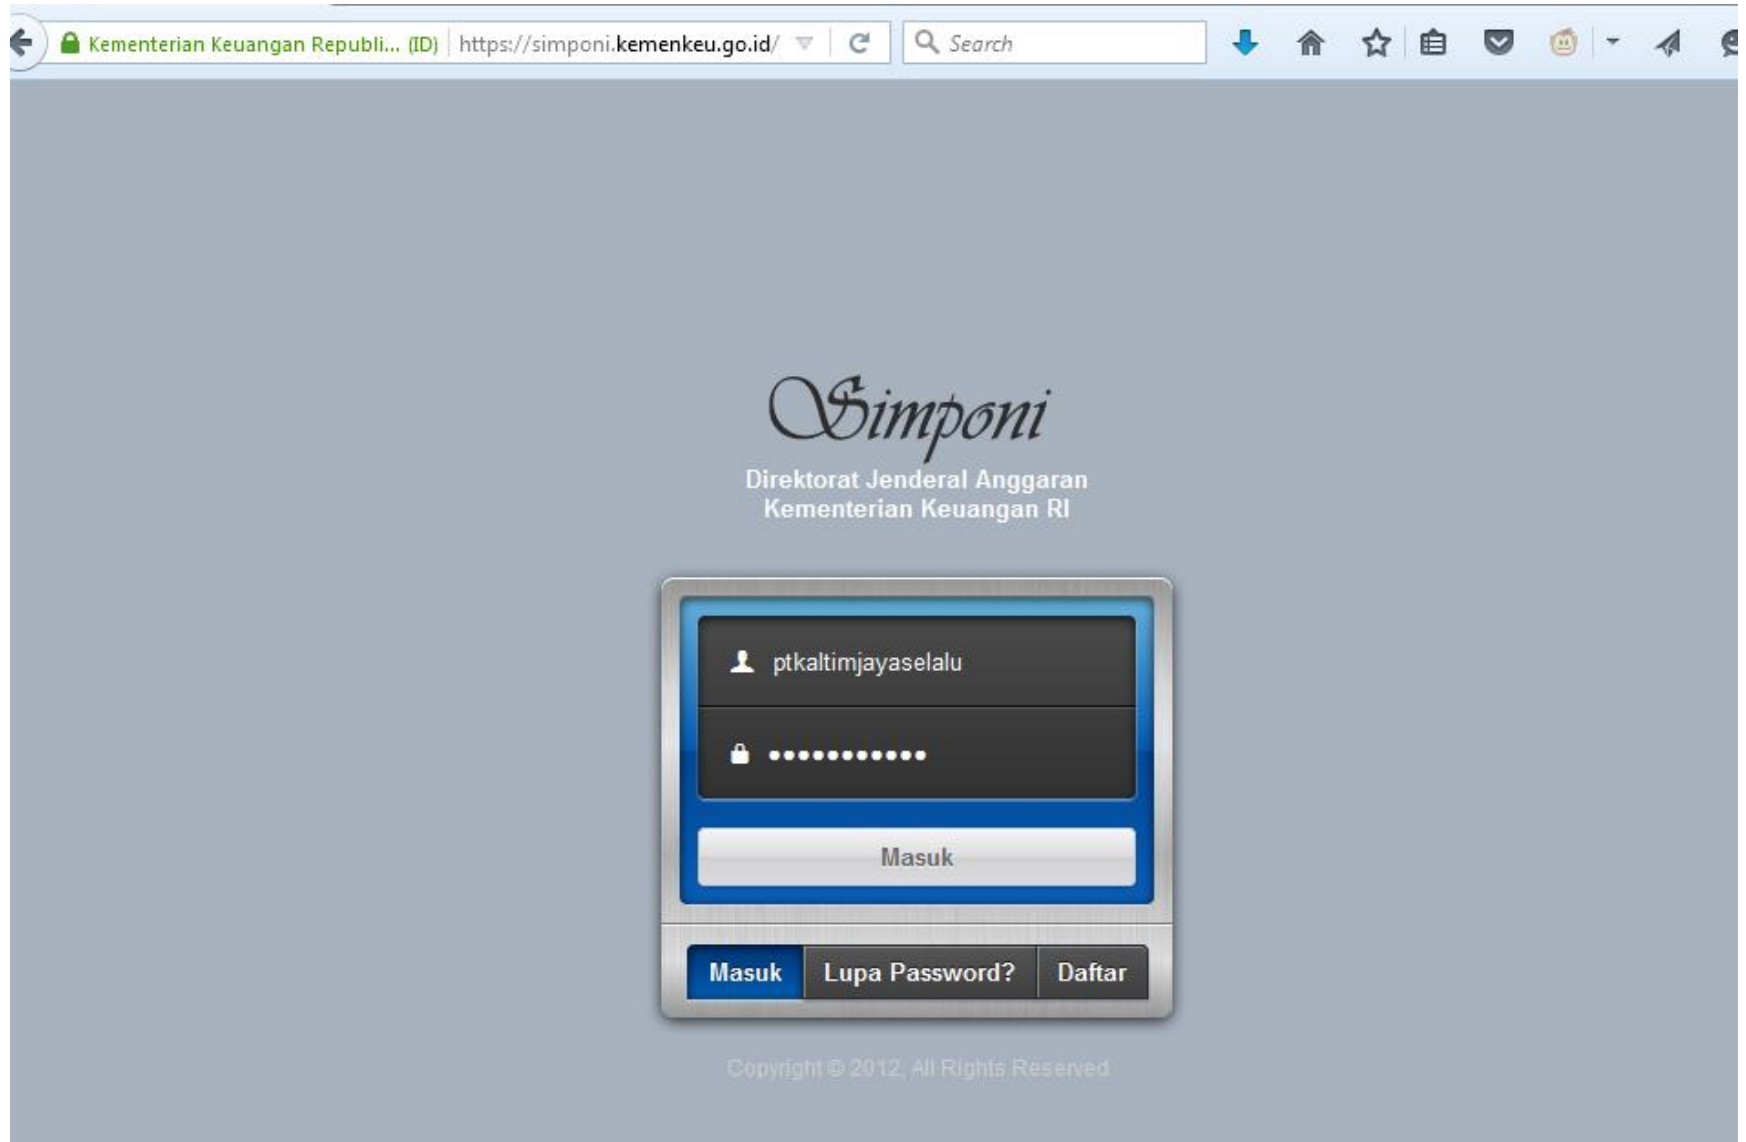 Kementerian Keuangan Republi... (ID) https://simponi.kemenkeu.go.id/ Search
Simponi
Direktorat Jenderal Anggaran
Kementerian Keuangan RI
ptkaltimjayaselalu
•••••••••••
Masuk
Masuk Lupa Password? Daftar
Copyright © 2012, All Rights Reserved